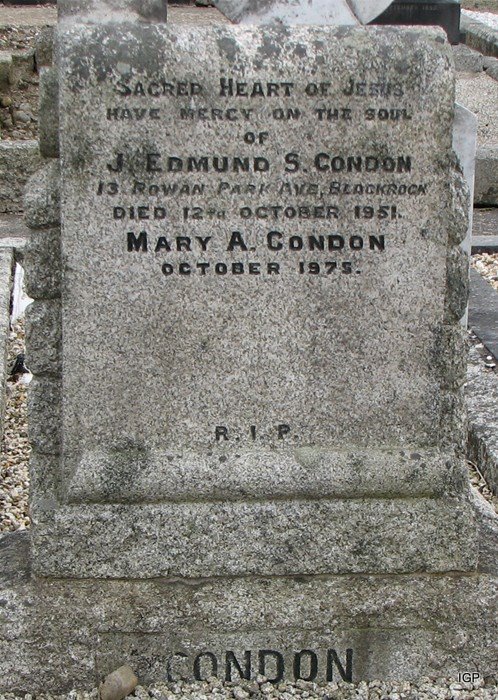 SACRED HEART OF JESUS
HAVE MERCY ON THE SOUL
OF
J. EDMUND S. CONDON
13 ROWAN PARK AVE, BLACKROCK
DIED 12TH OCTOBER 1951.
MARY A. CONDON
OCTOBER 1975.
R.I.P.
CONDON
IGP